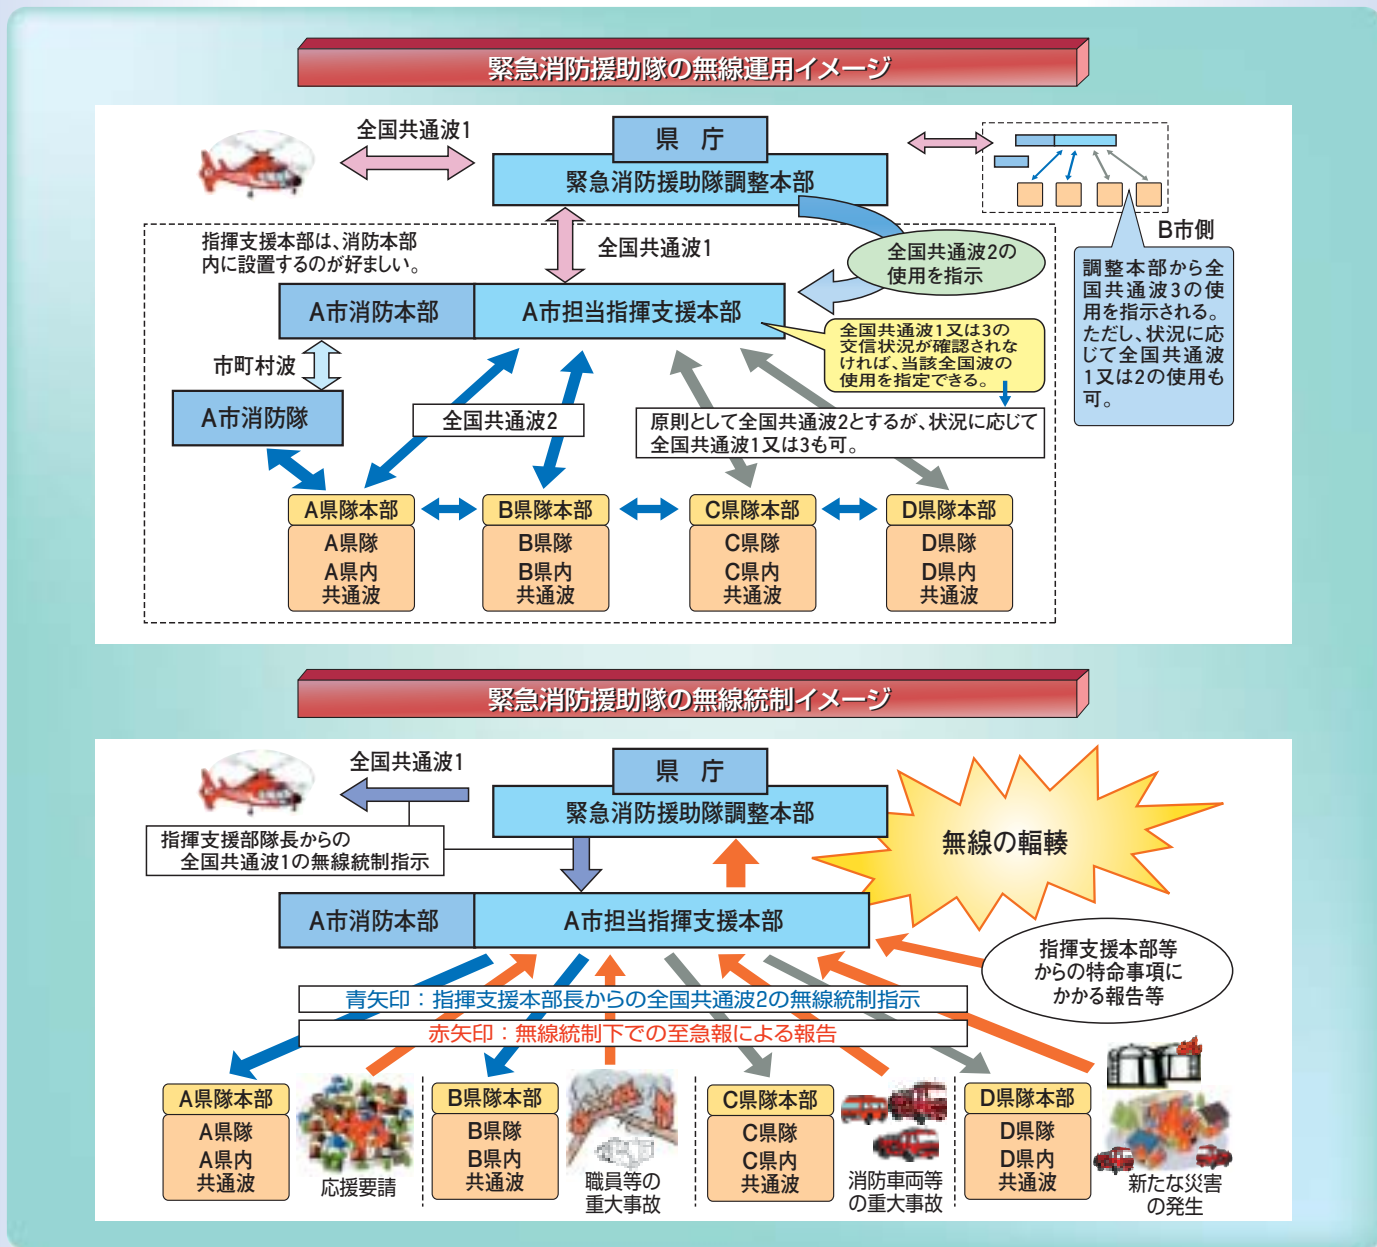 緊急消防援助隊の無線運用イメージ
全国共通波1
県 庁
緊急消防援助隊調整本部
B市側
指揮支援本部は、消防本部
内に設置するのが好ましい。
全国共通波1
全国共通波2の
使用を指示
調整本部から全
国共通波3の使
用を指示される。
ただし、状況に応
じて全国共通波
1又は2の使用も
可。
A市消防本部
A市担当指揮支援本部
全国共通波1又は3の
交信状況が確認されな
ければ、当該全国波の
使用を指定できる。
市町村波
A市消防隊
全国共通波2
原則として全国共通波2とするが、状況に応じて
全国共通波1又は3も可。
A県隊本部
A県隊
A県内
共通波
B県隊本部
B県隊
B県内
共通波
C県隊本部
C県隊
C県内
共通波
D県隊本部
D県隊
D県内
共通波
緊急消防援助隊の無線統制イメージ
全国共通波1
県 庁
緊急消防援助隊調整本部
指揮支援部隊長からの
全国共通波1の無線統制指示
無線の輻輳
A市消防本部
A市担当指揮支援本部
指揮支援本部等
からの特命事項に
かかる報告等
青矢印：指揮支援本部長からの全国共通波2の無線統制指示
赤矢印：無線統制下での至急報による報告
A県隊本部
A県隊
A県内
共通波
応援要請
B県隊本部
B県隊
B県内
共通波
職員等の
重大事故
C県隊本部
C県隊
C県内
共通波
消防車両等
の重大事故
D県隊本部
D県隊
D県内
共通波
新たな災害
の発生